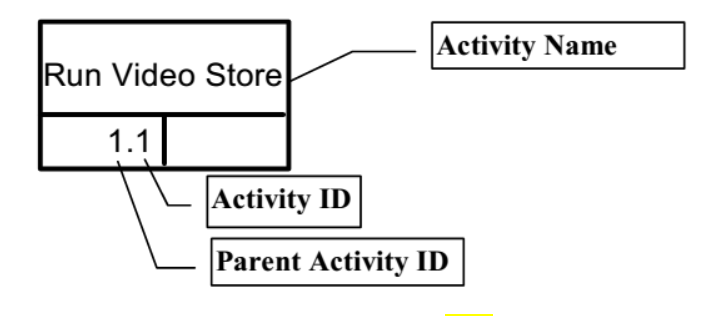 Activity Name
Run Video Store
1.1
Activity ID
Parent Activity ID